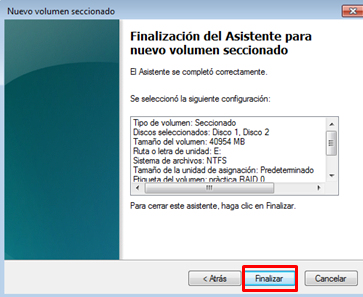 Nuevo volumen seccionado
Finalización del Asistente para
nuevo volumen seccionado
El Asistente se completó correctamente.
Se seleccionó la siguiente configuración:
Tipo de volumen: Seccionado
Discos seleccionados: Disco 1, Disco 2
Tamaño del volumen: 40954 MB
Ruta o letra de unidad: E:
Sistema de archivos: NTFS
Tamaño de la unidad de asignación: Predeterminado
Etiqueta del volumen: práctica RAID 0
Para cerrar este asistente, haga clic en Finalizar.
< Atrás
Finalizar
Cancelar